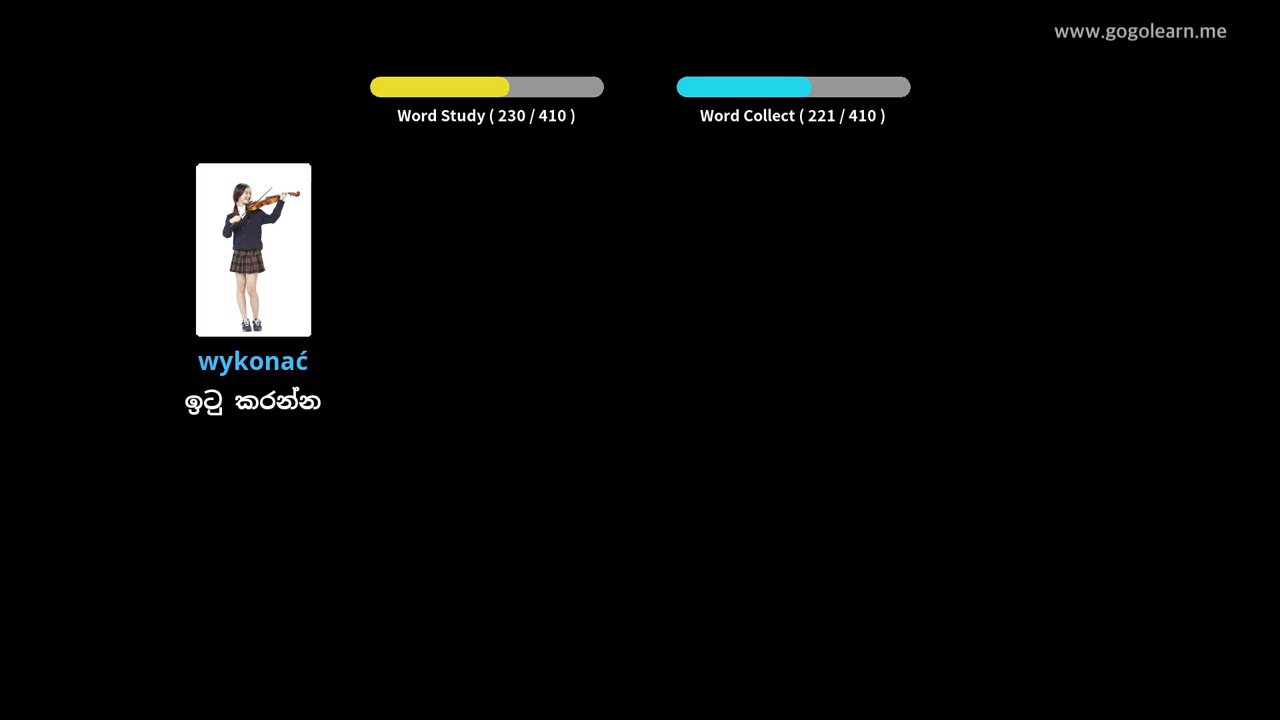 www.gogolearn.me
Word Study ( 230 / 410 )
Word Collect ( 221 / 410 )
wykonać
ඉටු කරන්න